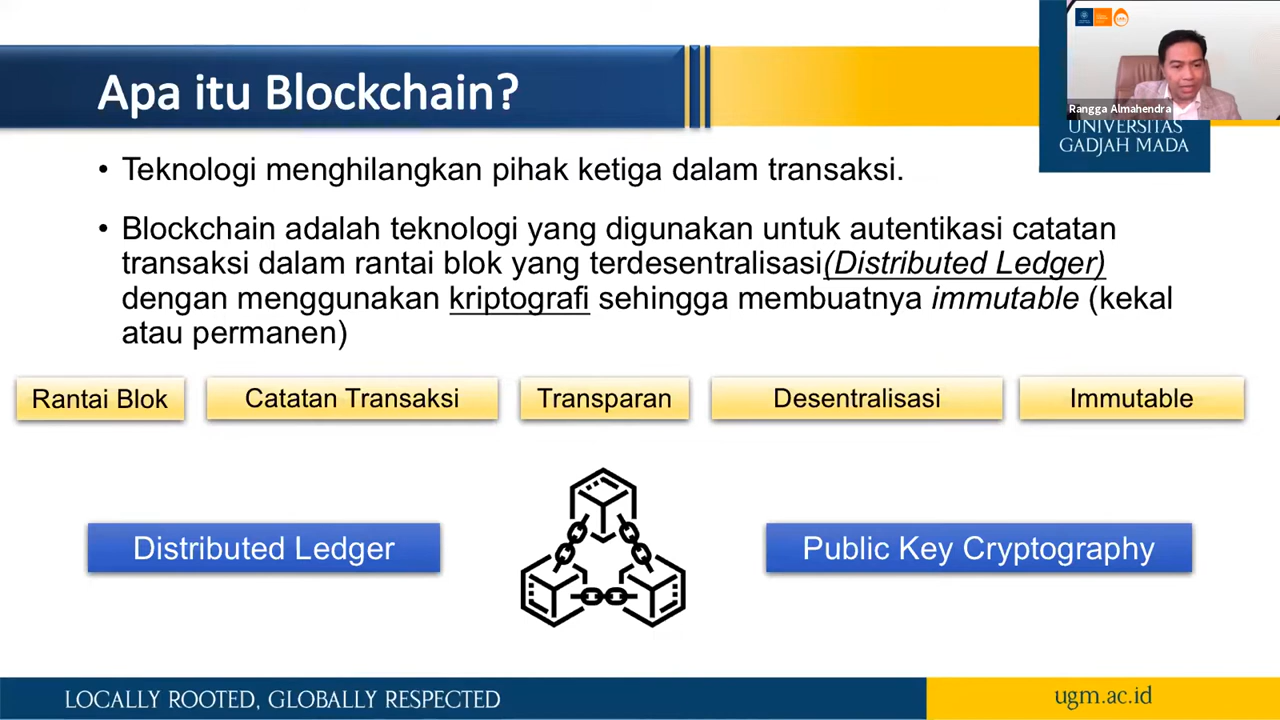 Apa itu Blockchain?
Rangga Almahendra
UNIVERSITAS
GADJAH MADA
• Teknologi menghilangkan pihak ketiga dalam transaksi.
• Blockchain adalah teknologi yang digunakan untuk autentikasi catatan
transaksi dalam rantai blok yang terdesentralisasi(Distributed Ledger)
dengan menggunakan kriptografi sehingga membuatnya immutable (kekal
atau permanen)
Rantai Blok
Catatan Transaksi
Transparan
Desentralisasi
Immutable
Distributed Ledger
Public Key Cryptography
LOCALLY ROOTED, GLOBALLY RESPECTED
ugm.ac.id